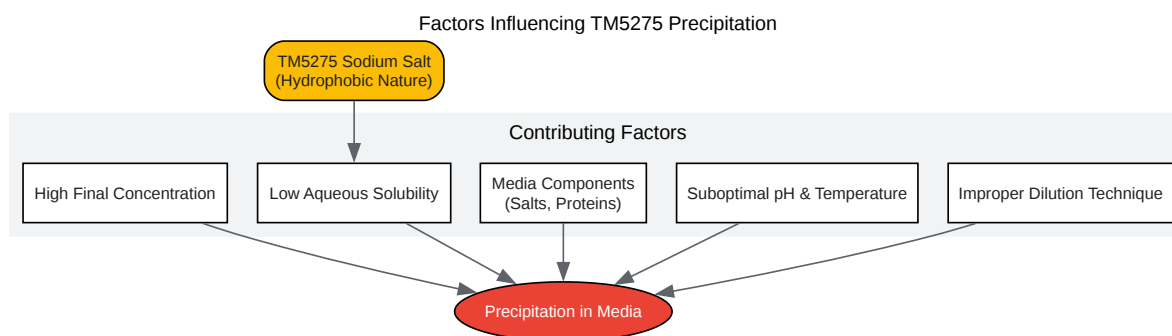 Factors Influencing TM5275 Precipitation
TM5275 Sodium Salt
(Hydrophobic Nature)
Contributing Factors
High Final Concentration
Low Aqueous Solubility
Media Components
(Salts, Proteins)
Suboptimal pH & Temperature
Improper Dilution Technique
Precipitation in Media